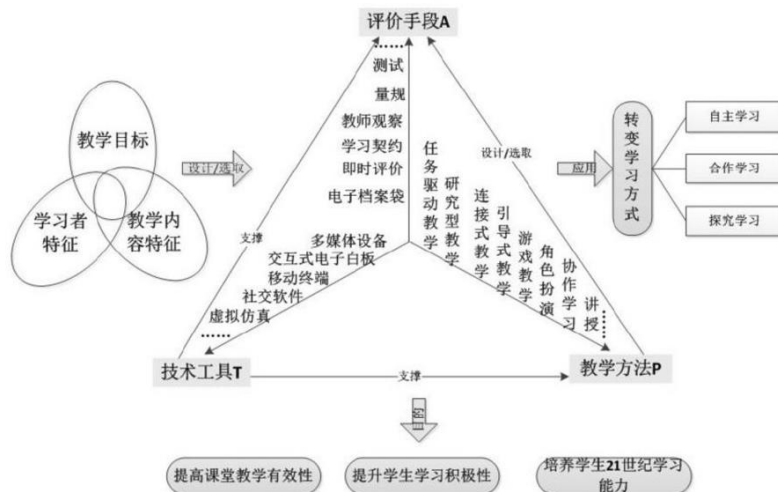 评价手段A
……
测试
量规
教师观察
学习契约
即时评价
电子档案袋
教学目标
学习者
特征
教学内
容特征
设计/选取
支撑
多媒体设备
交互式电子白板
移动终端
社交软件
虚拟仿真
……
技术工具T
任务驱动教学
研究型教学
连接式教学
引导式教学
游戏教学
角色扮演
协作学习
讲授
……
设计/选取
教学方法P
支撑
应用
转变学习方式
自主学习
合作学习
探究学习
目的
提高课堂教学有效性
提升学生学习积极性
培养学生21世纪学习
能力